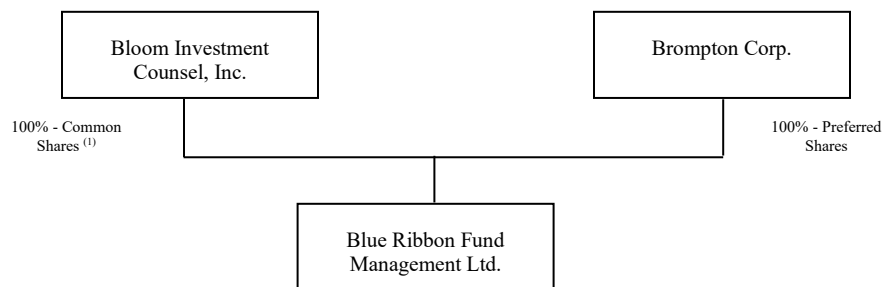 Bloom Investment
Counsel, Inc.
Brompton Corp.
100% - Common
Shares (1)
100% - Preferred
Shares
Blue Ribbon Fund
Management Ltd.